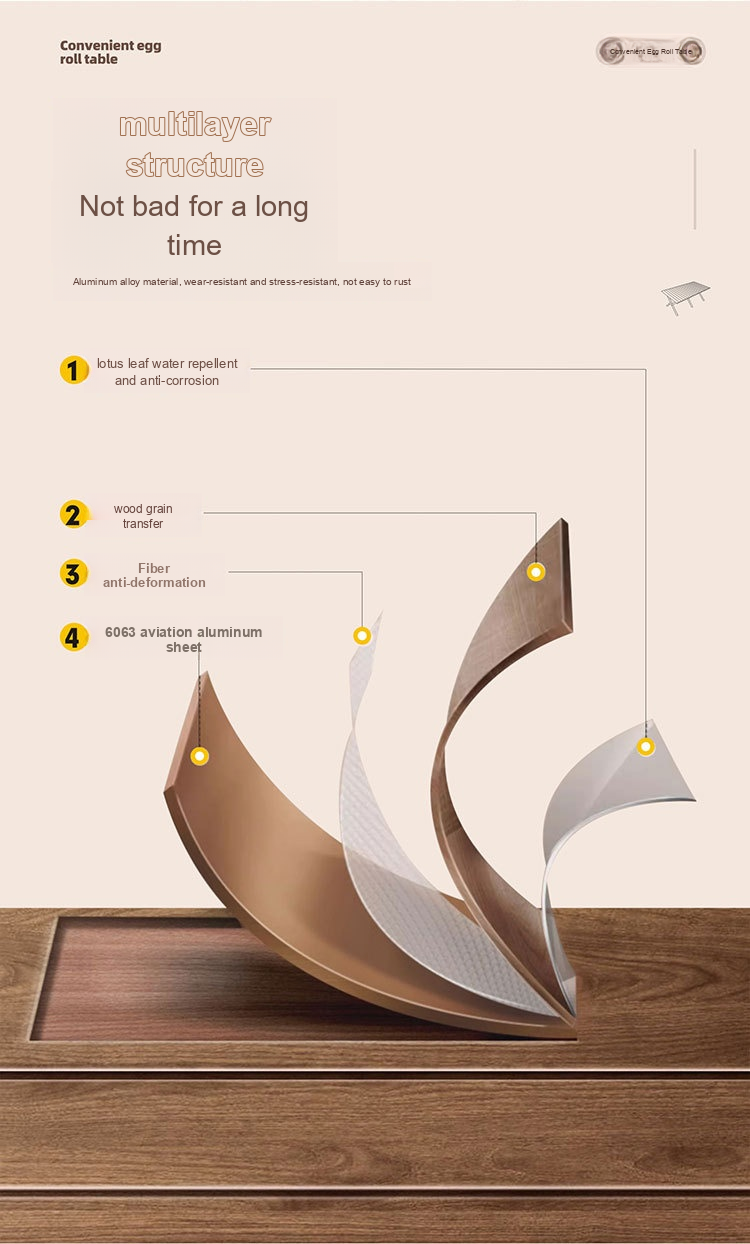 Convenient egg
roll table
Convenient Egg Roll Table
multilayer
structure
Not bad for a long
time
Aluminum alloy material, wear-resistant and stress-resistant, not easy to rust
1
lotus leaf water repellent
and anti-corrosion
2
wood grain
transfer
3
Fiber
anti-deformation
4
6063 aviation aluminum
sheet